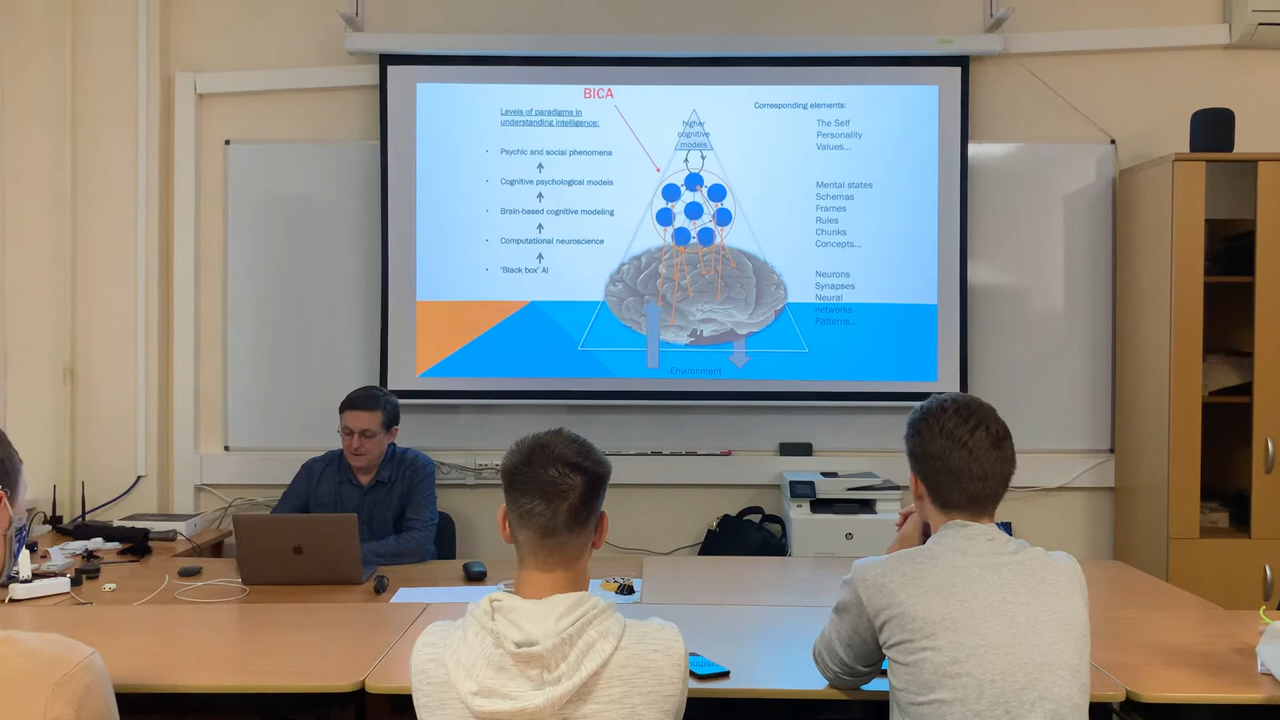 BICA
Levels of paradigms in
understanding intelligence:
• Psychic and social phenomena
• Cognitive psychological models
• Brain-based cognitive modeling
• Computational neuroscience
• 'Black box' AI
higher
cognitive
models
Environment
Corresponding elements:
The Self
Personality
Values...
Mental states
Schemas
Frames
Rules
Chunks
Concepts...
Neurons
Synapses
Neural
networks
Patterns...
hp